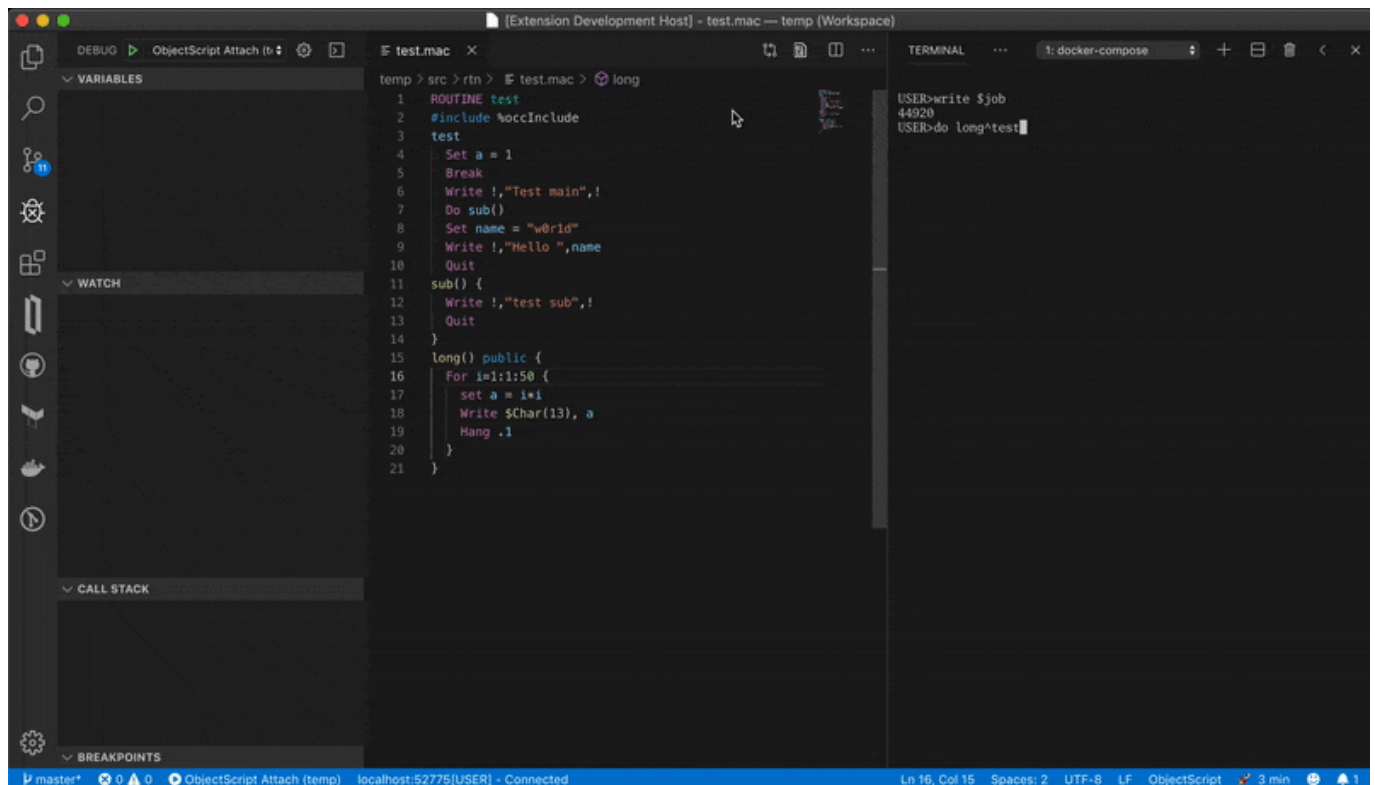 [Extension Development Host] - test.mac — temp (Workspace)
DEBUG
VARIABLES
WATCH
CALL STACK
BREAKPOINTS
11
ObjectScript Attach (t
test.mac
temp > src > rtn > test.mac > long
1 ROUTINE test
2 #include %occInclude
3 test
4 Set a = 1
5 Break
6 Write !,"Test main",!
7 Do sub()
8 Set name = "w0r1d"
9 Write !,"Hello ",name
10 Quit
11 sub() {
12 Write !,"test sub",!
13 Quit
14 }
15 long() public {
16 For i=1:1:50 {
17 set a = i*i
18 Write $Char(13), a
19 Hang .1
20 }
21 }
TERMINAL
1: docker-compose
USER>write $job
44920
USER>do long^test
master* 0 0 ObjectScript Attach (temp) localhost:52775[USER] - Connected Ln 16, Col 15 Spaces: 2 UTF-8 LF ObjectScript 3 min 1